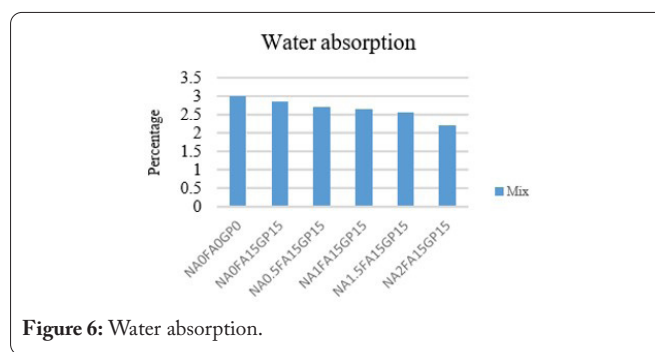 Water absorption
Percentage
3.5
3
2.5
2
1.5
1
0.5
0
NA0FA0GP0
NA0FA15GP15
NA0.5FA15GP15
NA1FA15GP15
NA1.5FA15GP15
NA2FA15GP15
Mix
Figure 6: Water absorption.